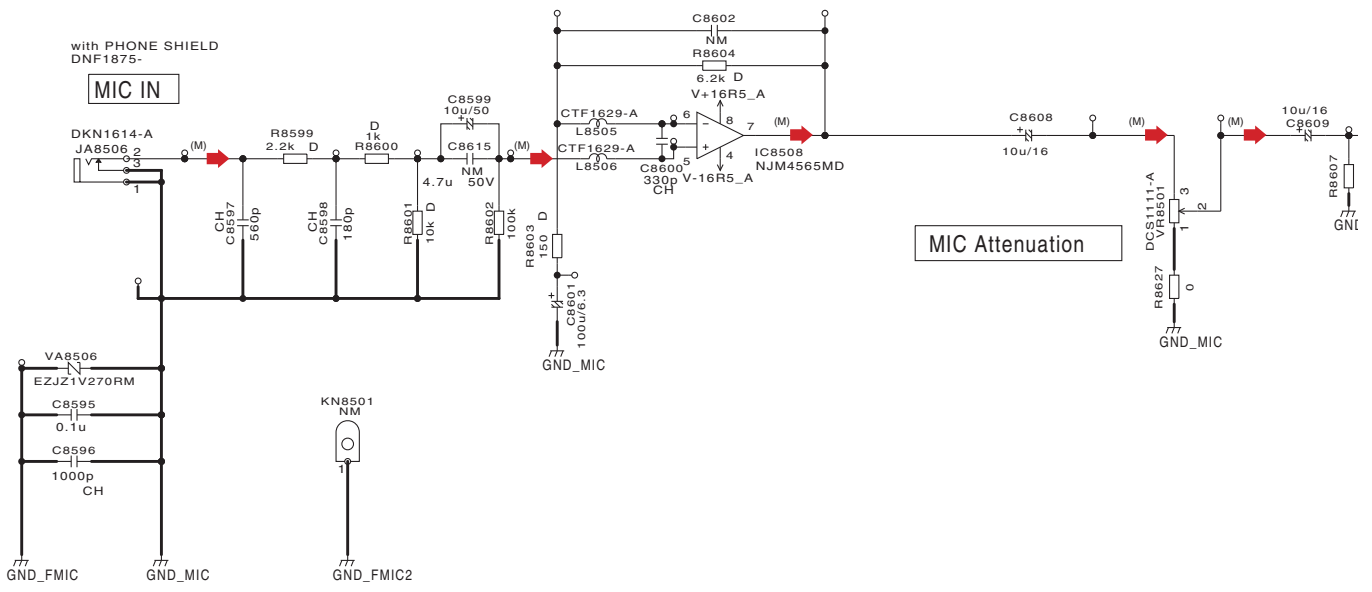 with PHONE SHIELD
DNF1875-
MIC IN
DKN1614-A
JA8506
2
3
1
(M)
R8599
2.2k D
D
1k
R8600
C8599
10u/50
C8615
NM
50V
4.7u
CH
C8597
560p
CH
C8598
180p
R8601
10k D
R8602
100k
(M)
C8602
NM
R8604
6.2k D
V+16R5_A
CTF1629-A
L8505
CTF1629-A
L8506
C8600
330p
CH
6
5
8
4
7
V-16R5_A
IC8508
NJM4565MD
(M)
R8603
150 D
C8601
100u/6.3
GND_MIC
C8608
10u/16
(M)
DCS1111-A
VR8501
3
2
1
R8627
0
GND_MIC
MIC Attenuation
(M)
10u/16
C8609
R8607
GND
VA8506
EZJZ1V270RM
C8595
0.1u
C8596
1000p
CH
GND_FMIC
GND_MIC
KN8501
NM
1
GND_FMIC2